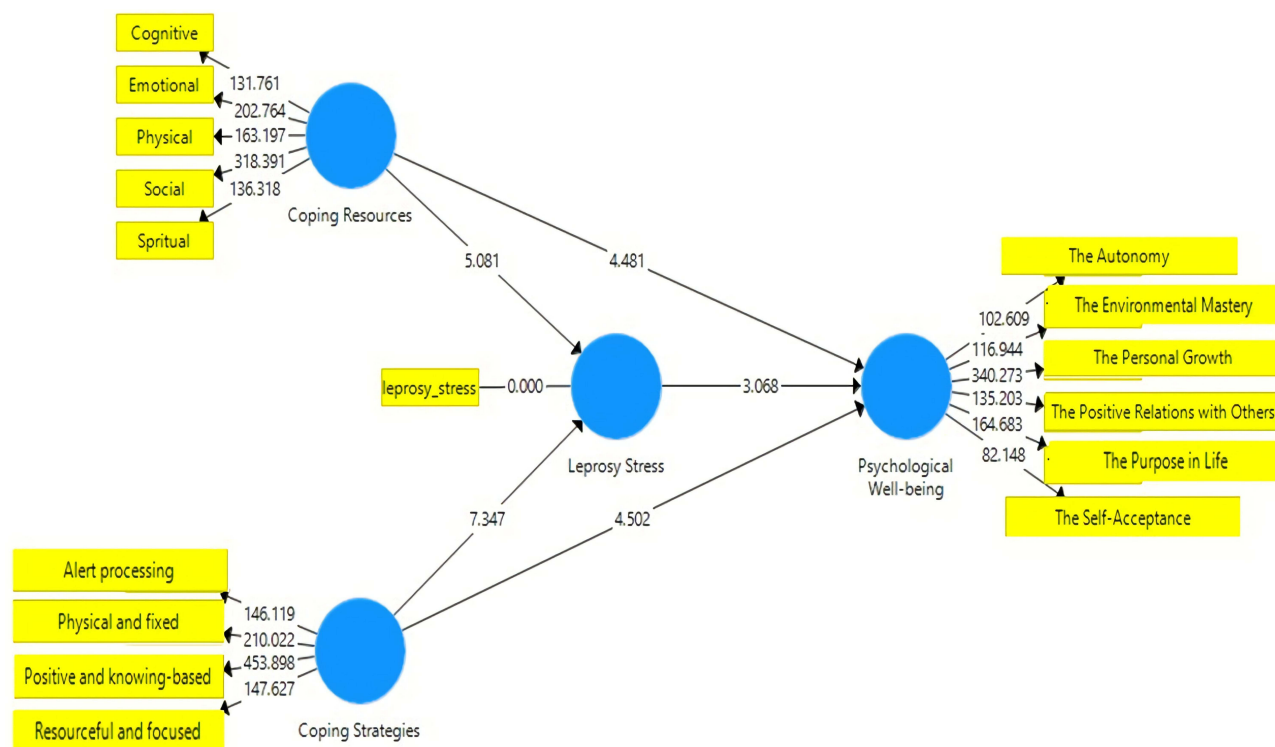 Cognitive
Emotional
Physical
Social
Spritual
131.761
202.764
163.197
318.391
136.318
Coping Resources
5.081
4.481
leprosy_stress
0.000
Leprosy Stress
3.068
7.347
4.502
Psychological
Well-being
The Autonomy
The Environmental Mastery
The Personal Growth
The Positive Relations with Others
The Purpose in Life
The Self-Acceptance
102.609
116.944
340.273
135.203
164.683
82.148
Alert processing
Physical and fixed
Positive and knowing-based
Resourceful and focused
146.119
210.022
453.898
147.627
Coping Strategies